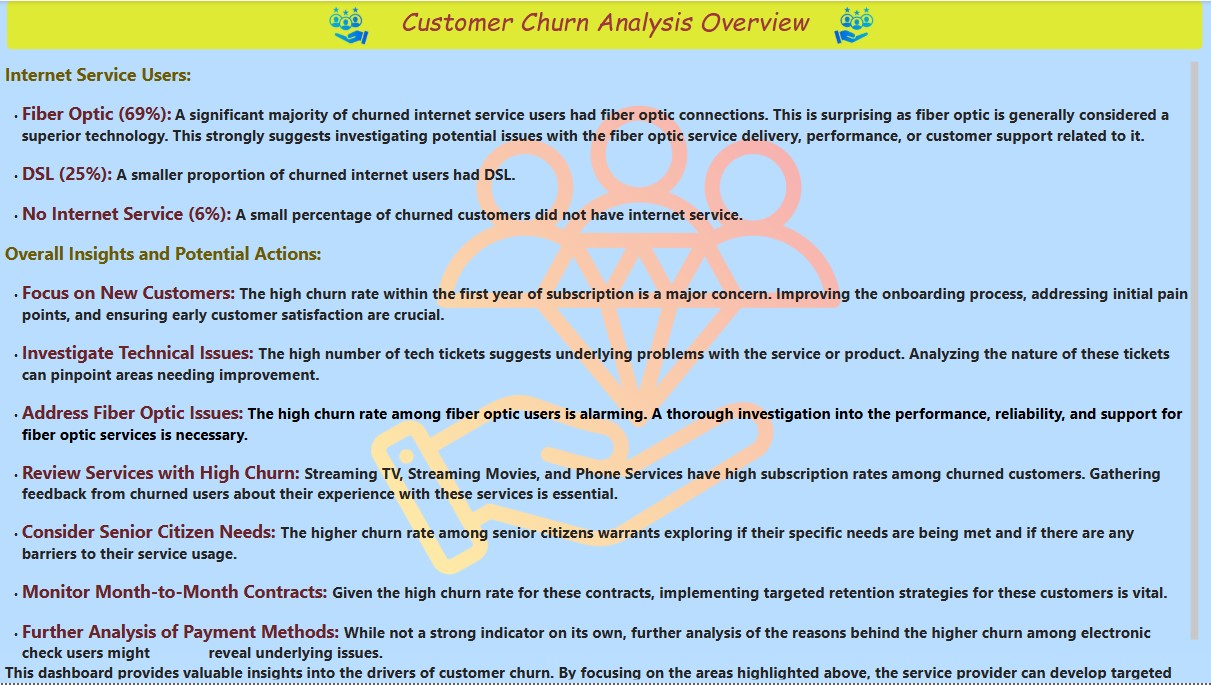 Customer Churn Analysis Overview
Internet Service Users:
• Fiber Optic (69%): A significant majority of churned internet service users had fiber optic connections. This is surprising as fiber optic is generally considered a
superior technology. This strongly suggests investigating potential issues with the fiber optic service delivery, performance, or customer support related to it.
• DSL (25%): A smaller proportion of churned internet users had DSL.
• No Internet Service (6%): A small percentage of churned customers did not have internet service.
Overall Insights and Potential Actions:
• Focus on New Customers: The high churn rate within the first year of subscription is a major concern. Improving the onboarding process, addressing initial pain
points, and ensuring early customer satisfaction are crucial.
• Investigate Technical Issues: The high number of tech tickets suggests underlying problems with the service or product. Analyzing the nature of these tickets
can pinpoint areas needing improvement.
• Address Fiber Optic Issues: The high churn rate among fiber optic users is alarming. A thorough investigation into the performance, reliability, and support for
fiber optic services is necessary.
• Review Services with High Churn: Streaming TV, Streaming Movies, and Phone Services have high subscription rates among churned customers. Gathering
feedback from churned users about their experience with these services is essential.
• Consider Senior Citizen Needs: The higher churn rate among senior citizens warrants exploring if their specific needs are being met and if there are any
barriers to their service usage.
• Monitor Month-to-Month Contracts: Given the high churn rate for these contracts, implementing targeted retention strategies for these customers is vital.
• Further Analysis of Payment Methods: While not a strong indicator on its own, further analysis of the reasons behind the higher churn among electronic
check users might reveal underlying issues.
This dashboard provides valuable insights into the drivers of customer churn. By focusing on the areas highlighted above, the service provider can develop targeted